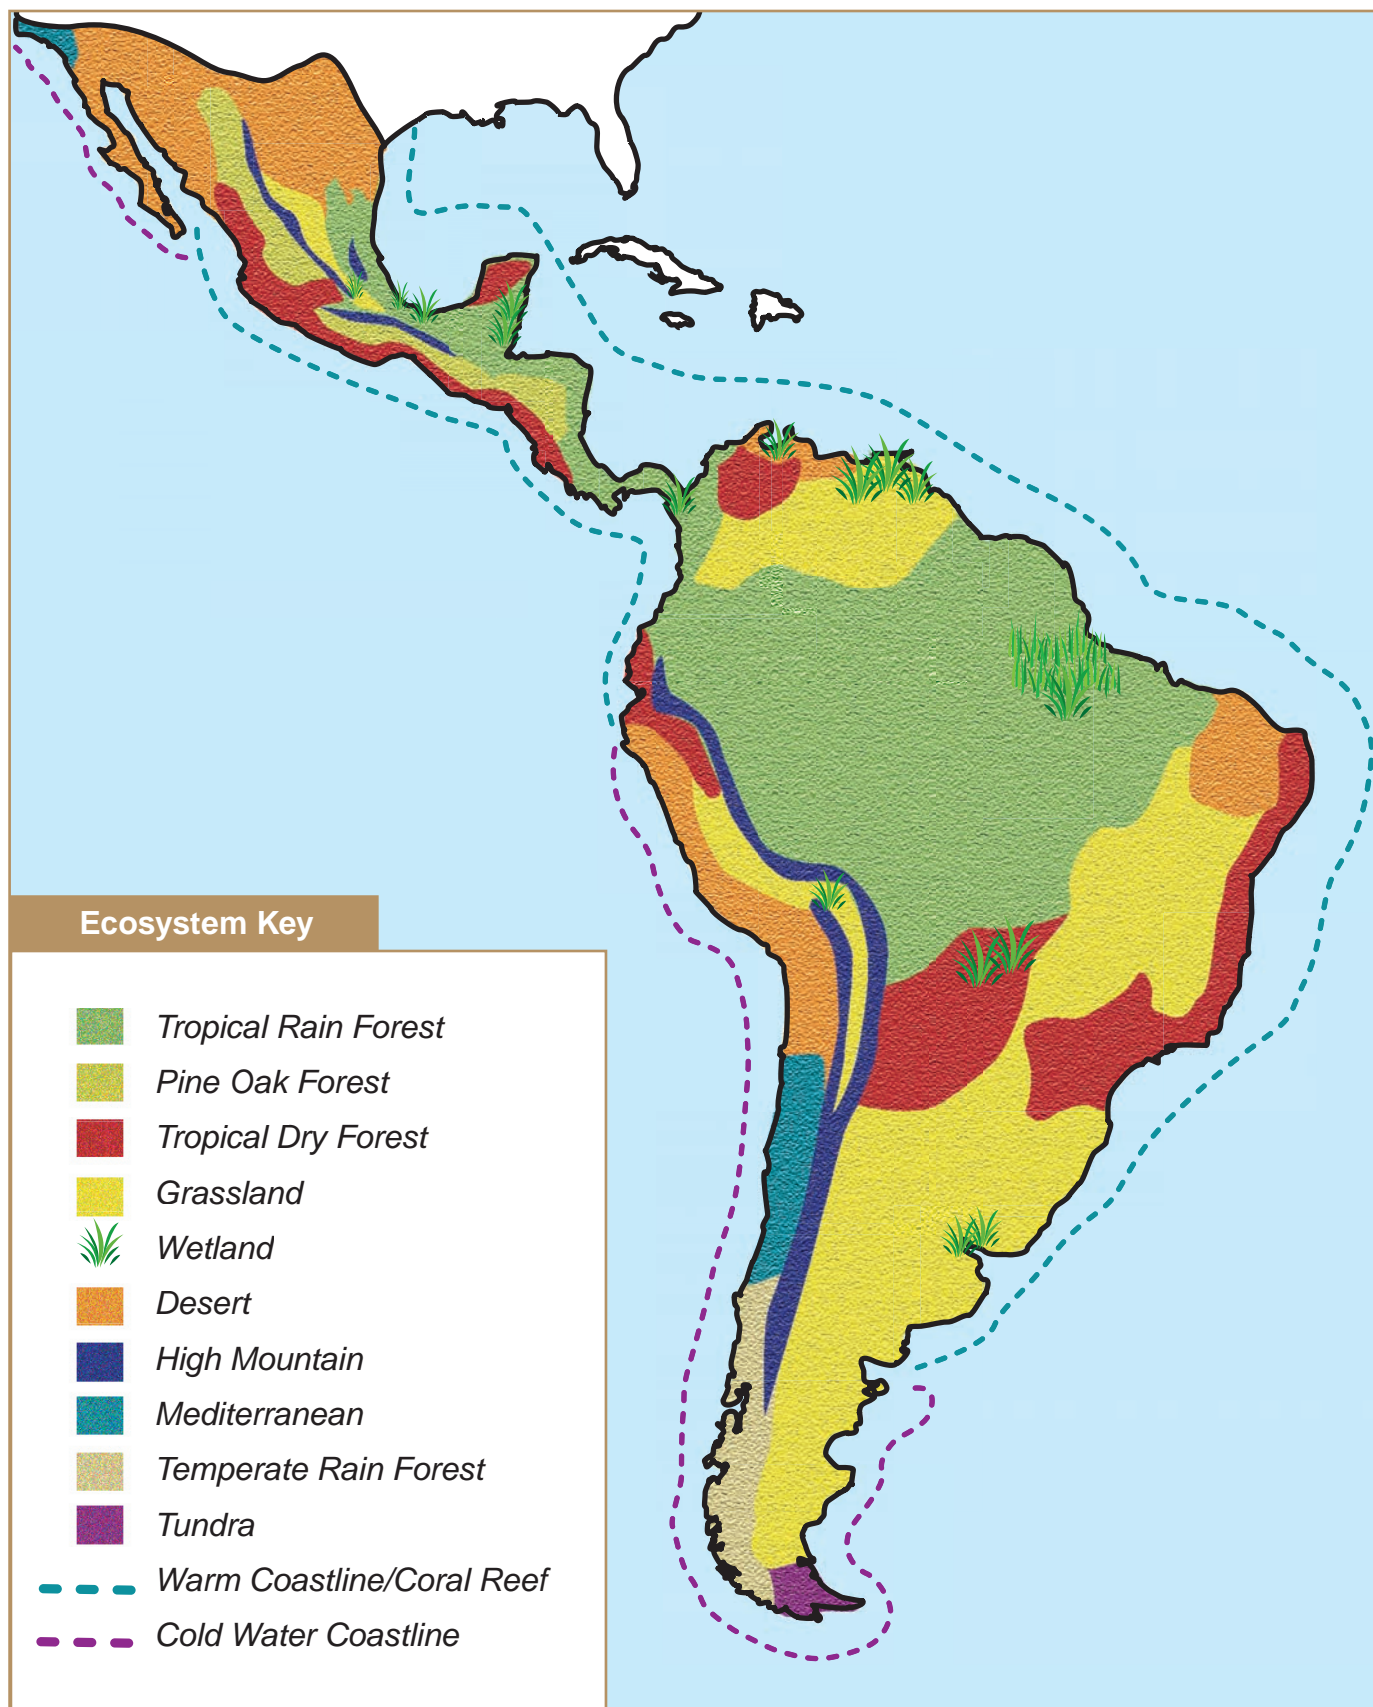 Ecosystem Key
Tropical Rain Forest
Pine Oak Forest
Tropical Dry Forest
Grassland
Wetland
Desert
High Mountain
Mediterranean
Temperate Rain Forest
Tundra
Warm Coastline/Coral Reef
Cold Water Coastline